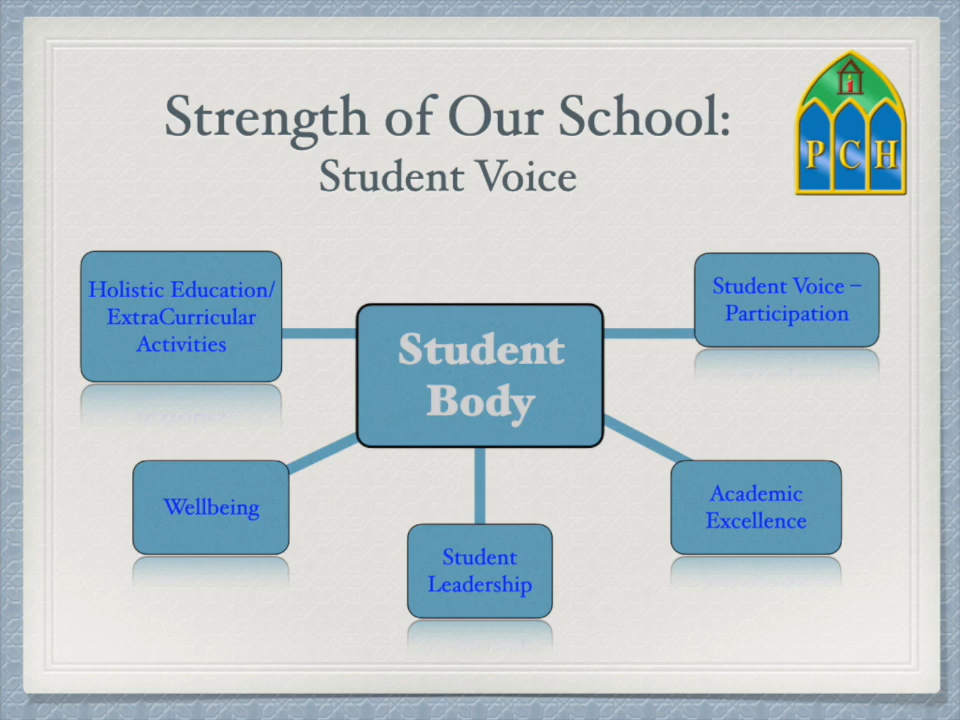 Strength of Our School:
Student Voice
P C H
Holistic Education/
ExtraCurricular
Activities
Student Voice –
Participation
Student
Body
Wellbeing
Academic
Excellence
Student
Leadership